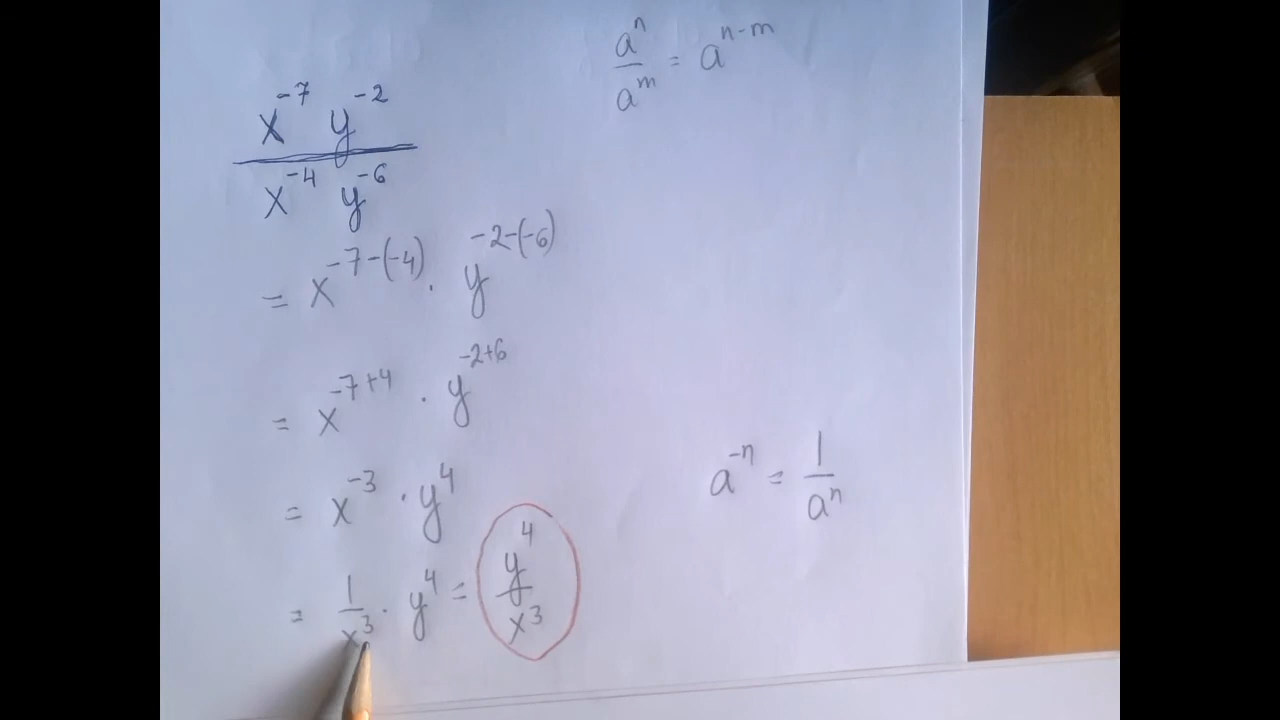 a^n / a^m = a^{n-m}
x^{-7} y^{-2} / x^{-4} y^{-6}
= x^{-7-(-4)} · y^{-2-(-6)}
= x^{-7+4} · y^{-2+6}
= x^{-3} · y^4
a^{-n} = 1 / a^n
= 1 / x^3 · y^4 = y^4 / x^3